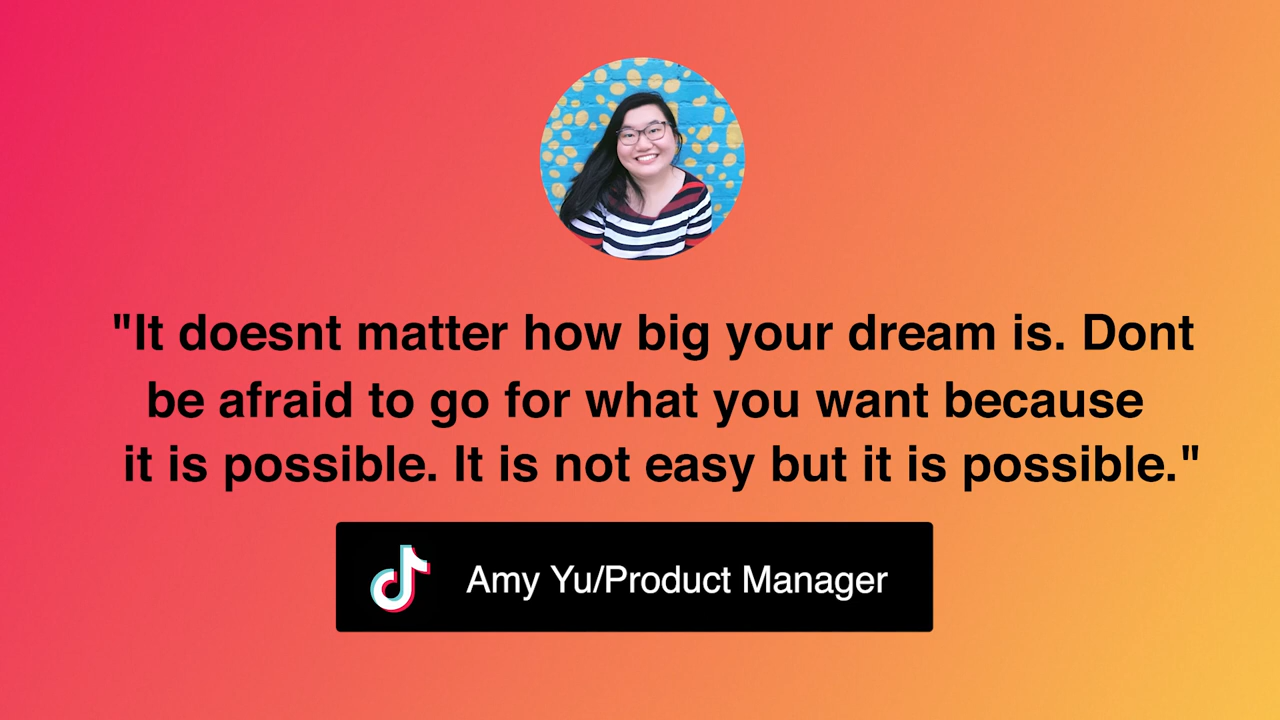 "It doesnt matter how big your dream is. Dont
be afraid to go for what you want because
it is possible. It is not easy but it is possible."
Amy Yu/Product Manager